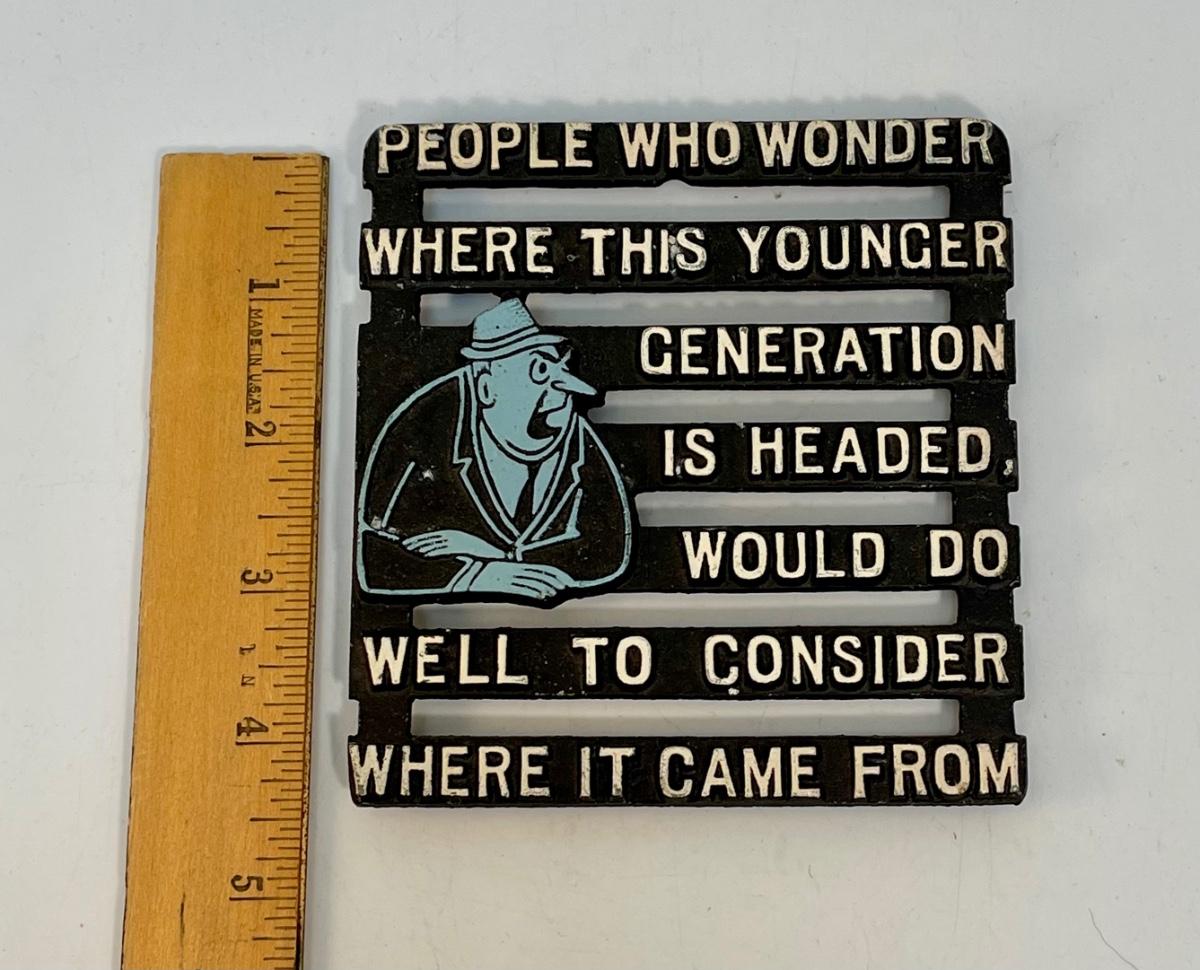 PEOPLE WHO WONDER
WHERE THIS YOUNGER
GENERATION
IS HEADED,
WOULD DO
WELL TO CONSIDER
WHERE IT CAME FROM
1
MADE IN U.S.A.
2
3
4
5